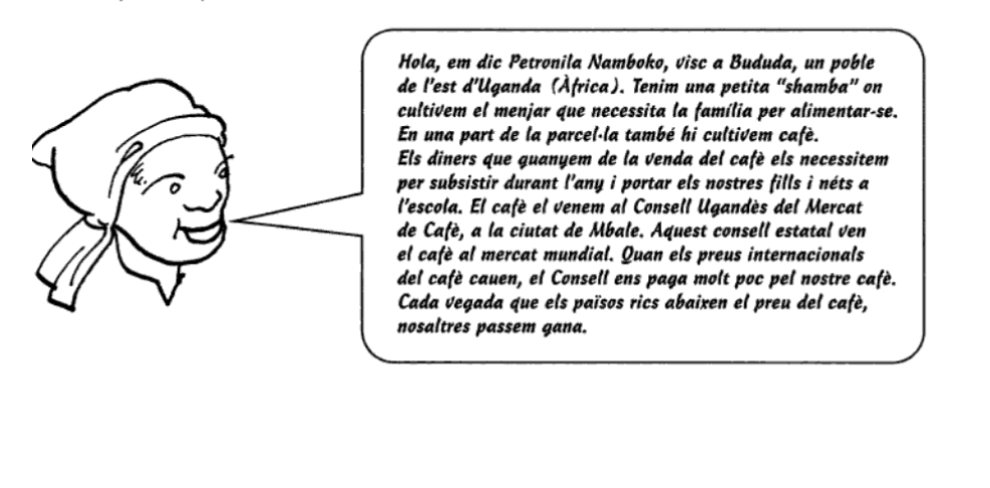 Hola, em dic Petronila Namboko, visc a Bududa, un poble
de l'est d'Uganda (Àfrica). Tenim una petita "shamba" on
cultivem el menjar que necessita la família per alimentar-se.
En una part de la parcel·la també hi cultivem cafè.
Els diners que guanyem de la venda del cafè els necessitem
per subsistir durant l'any i portar els nostres fills i néts a
l'escola. El cafè el venem al Consell Ugandès del Mercat
de Cafè, a la ciutat de Mbale. Aquest consell estatal ven
el cafè al mercat mundial. Quan els preus internacionals
del cafè cauen, el Consell ens paga molt poc pel nostre cafè.
Cada vegada que els països rics abaixen el preu del cafè,
nosaltres passem gana.